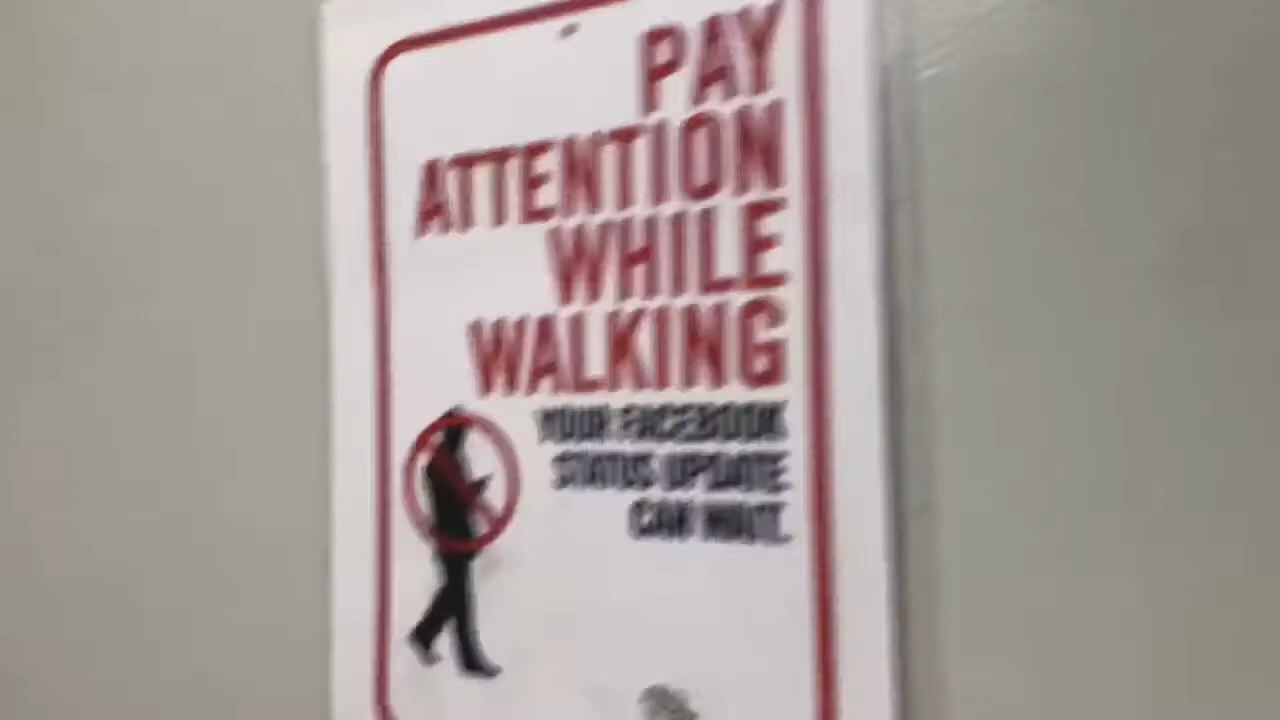 PAY
ATTENTION
WHILE
WALKING
YOUR FACEBOOK
STATUS UPDATE
CAN WAIT.